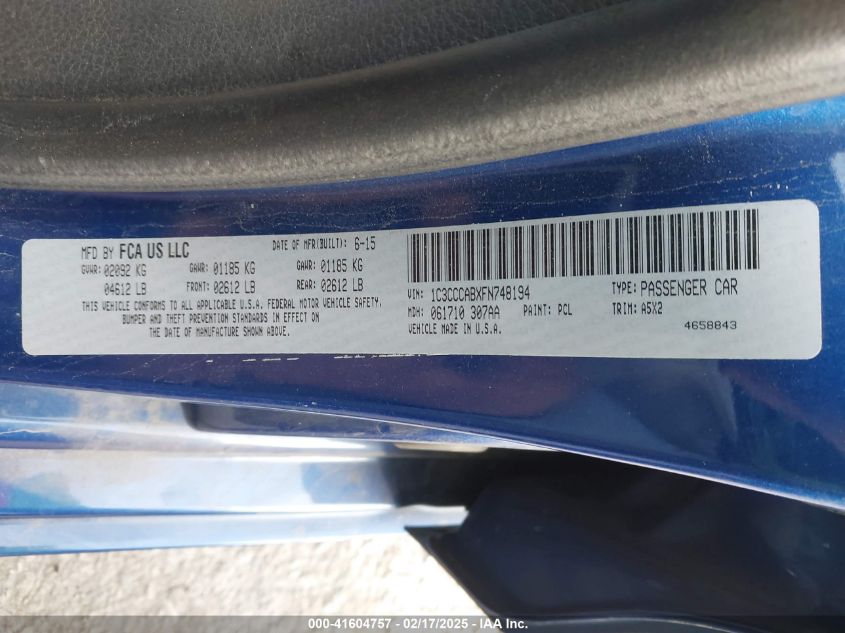 MFD BY FCA US LLC DATE OF MFR(BUILT): 6-15
GVWR: 02092 KG GAWR: 01185 KG GAWR: 01185 KG
04612 LB FRONT: 02612 LB REAR: 02612 LB
THIS VEHICLE CONFORMS TO ALL APPLICABLE U.S.A. FEDERAL MOTOR VEHICLE SAFETY,
BUMPER AND THEFT PREVENTION STANDARDS IN EFFECT ON
THE DATE OF MANUFACTURE SHOWN ABOVE.
VIN: 1C3CCCABXFN748194 TYPE: PASSENGER CAR
MDH: 061710 307AA PAINT: PCL TRIM: A5X2
VEHICLE MADE IN U.S.A. 4658843
000-41604757 - 02/17/2025 - IAA Inc.